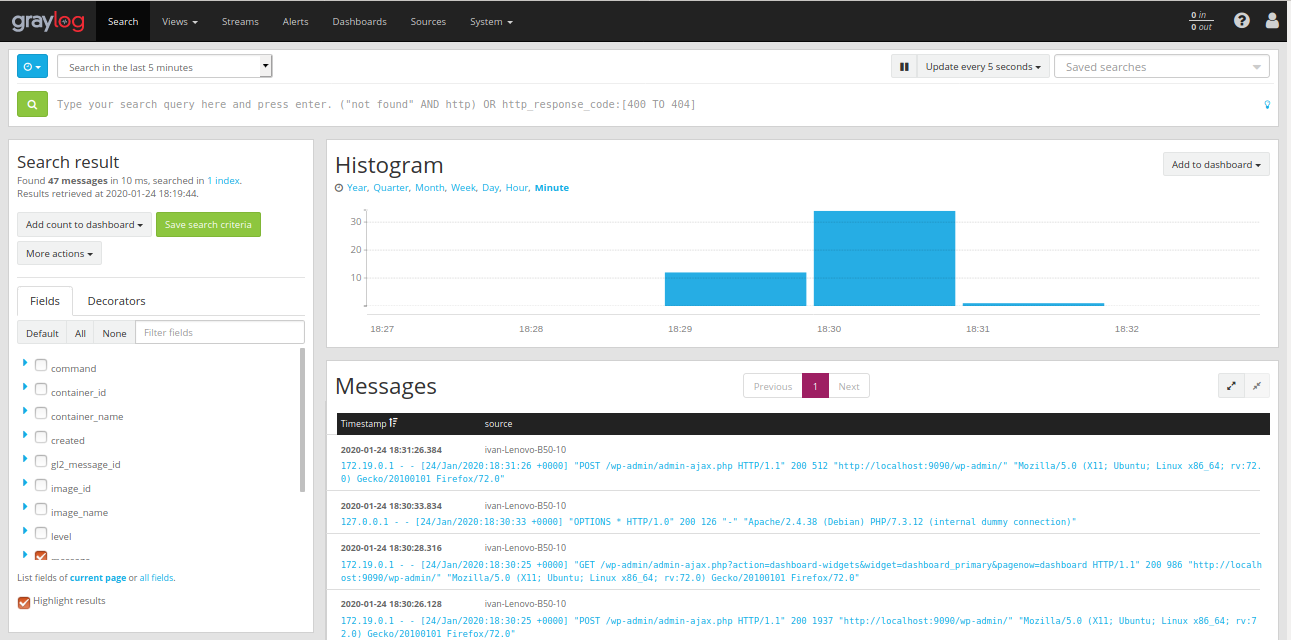 graylog Search Views Streams Alerts Dashboards Sources System 0 in ?
0 out
Search in the last 5 minutes Update every 5 seconds Saved searches
Type your search query here and press enter. ("not found" AND http) OR http_response_code:[400 TO 404]
Search result
Found 47 messages in 10 ms, searched in 1 index.
Results retrieved at 2020-01-24 18:19:44.
Add count to dashboard Save search criteria
More actions
Fields Decorators
Default All None Filter fields
command
container_id
container_name
created
gl2_message_id
image_id
image_name
level
List fields of current page or all fields.
Highlight results
Histogram Add to dashboard
Year, Quarter, Month, Week, Day, Hour, Minute
30
20
10
18:27 18:28 18:29 18:30 18:31 18:32
Messages Previous 1 Next
Timestamp source
2020-01-24 18:31:26.384 ivan-Lenovo-B50-10
172.19.0.1 - - [24/Jan/2020:18:31:26 +0000] "POST /wp-admin/admin-ajax.php HTTP/1.1" 200 512 "http://localhost:9090/wp-admin/" "Mozilla/5.0 (X11; Ubuntu; Linux x86_64; rv:72.
0) Gecko/20100101 Firefox/72.0"
2020-01-24 18:30:33.834 ivan-Lenovo-B50-10
127.0.0.1 - - [24/Jan/2020:18:30:33 +0000] "OPTIONS * HTTP/1.0" 200 126 "-" "Apache/2.4.38 (Debian) PHP/7.3.12 (internal dummy connection)"
2020-01-24 18:30:28.316 ivan-Lenovo-B50-10
172.19.0.1 - - [24/Jan/2020:18:30:25 +0000] "GET /wp-admin/admin-ajax.php?action=dashboard-widgets&widget=dashboard_primary&pagenow=dashboard HTTP/1.1" 200 986 "http://localh
ost:9090/wp-admin/" "Mozilla/5.0 (X11; Ubuntu; Linux x86_64; rv:72.0) Gecko/20100101 Firefox/72.0"
2020-01-24 18:30:26.128 ivan-Lenovo-B50-10
172.19.0.1 - - [24/Jan/2020:18:30:25 +0000] "POST /wp-admin/admin-ajax.php HTTP/1.1" 200 1937 "http://localhost:9090/wp-admin/" "Mozilla/5.0 (X11; Ubuntu; Linux x86_64; rv:7
2.0) Gecko/20100101 Firefox/72.0"